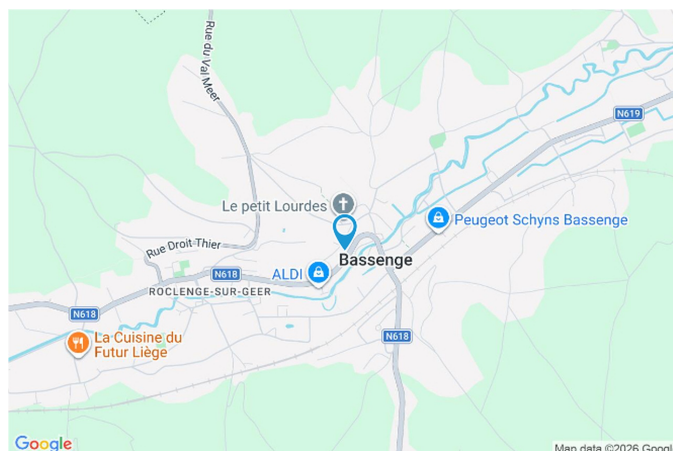 Rue du Val Meer
N619
Le petit Lourdes
Peugeot Schyns Bassenge
Rue Droit Thier
Bassenge
N618
ALDI
ROCLENGE-SUR-GEER
N618
N618
La Cuisine du
Futur Liège
Google
Map data ©2026 Google